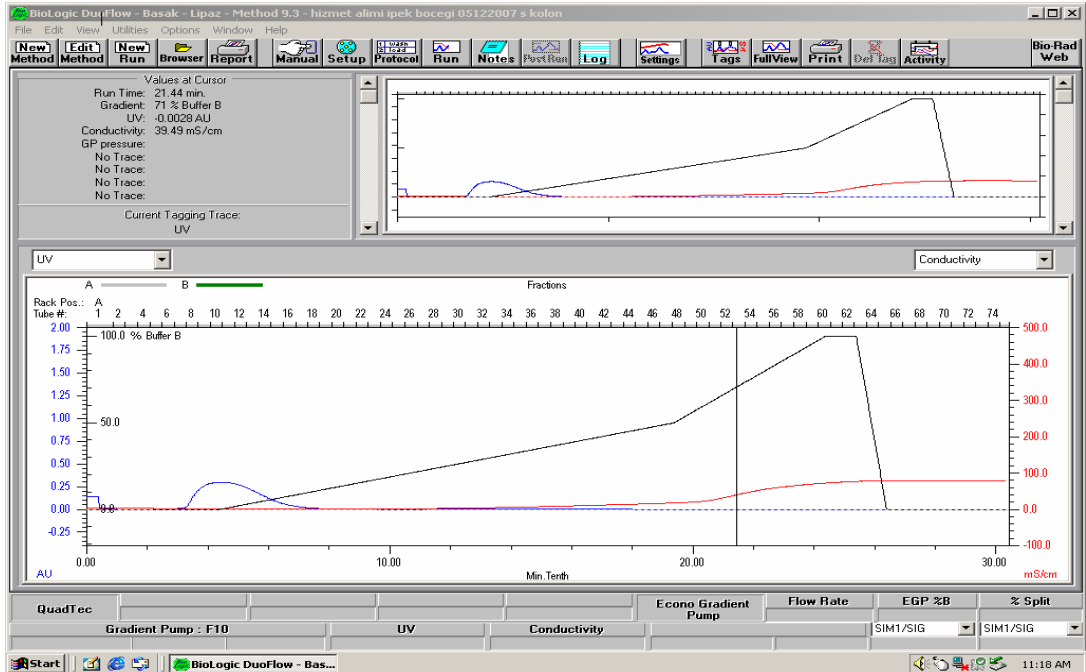 BioLogic DuoFlow - Basak - Lipaz - Method 9.3 - hizmet alimi ipek bocegi 05122007 s kolon
File Edit View Utilities Options Window Help
New Method Edit Method New Run Browser Report Manual Setup Protocol Run Notes PostRun Log Settings Tags FullView Print Del Tag Activity Bio-Rad Web
Values at Cursor
Run Time: 21.44 min.
Gradient: 71 % Buffer B
UV: -0.0028 AU
Conductivity: 39.49 mS/cm
GP pressure:
No Trace:
No Trace:
No Trace:
No Trace:
Current Tagging Trace:
UV
UV Conductivity
A B Fractions
Rack Pos.: A
Tube #: 1 2 4 6 8 10 12 14 16 18 20 22 24 26 28 30 32 34 36 38 40 42 44 46 48 50 52 54 56 58 60 62 64 66 68 70 72 74
2.00 100.0 % Buffer B 500.0
1.75
1.50 400.0
1.25
1.00 50.0 300.0
0.75 200.0
0.50
0.25 100.0
0.00 0.0 0.0
-0.25
-100.0
0.00 10.00 20.00 30.00
AU Min.Tenth mS/cm
QuadTec Econo Gradient Pump Flow Rate EGP %B % Split
Gradient Pump : F10 UV Conductivity SIM1/SIG SIM1/SIG
Start BioLogic DuoFlow - Bas... 11:18 AM